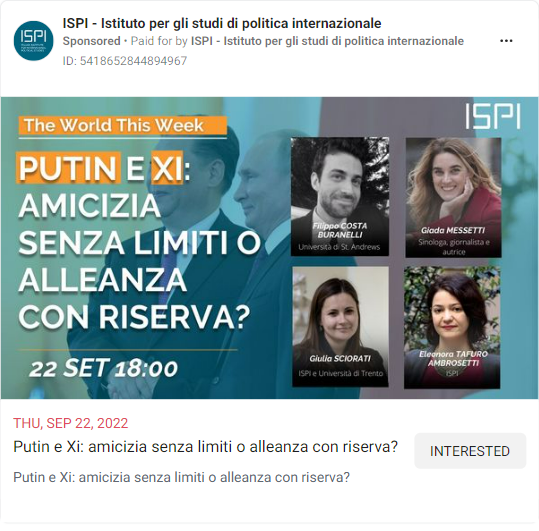 ISPI - Istituto per gli studi di politica internazionale
Sponsored • Paid for by ISPI - Istituto per gli studi di politica internazionale
ID: 5418652844894967
ISPI
The World This Week
ISPI
PUTIN E XI:
AMICIZIA
SENZA LIMITI O
ALLEANZA
CON RISERVA?
22 SET 18:00
Filippo COSTA
BURANELLI
Università di St. Andrews
Giada MESSETTI
Sinologa, giornalista e
autrice
Giulia SCIORATI
ISPI e Università di Trento
Eleonora TAFURO
AMBROSETTI
ISPI
THU, SEP 22, 2022
Putin e Xi: amicizia senza limiti o alleanza con riserva?
INTERESTED
Putin e Xi: amicizia senza limiti o alleanza con riserva?